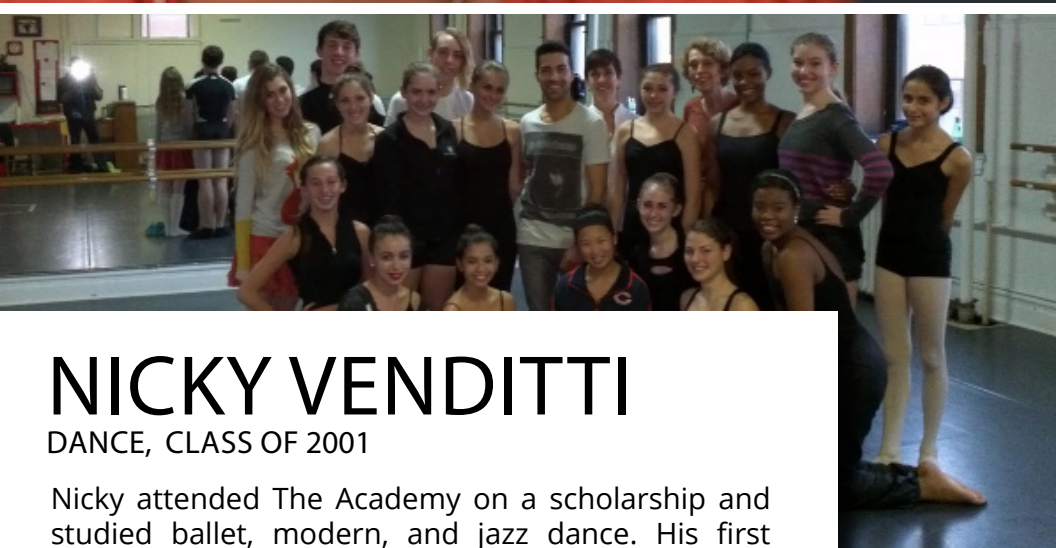 NICKY VENDITTI
DANCE, CLASS OF 2001
Nicky attended The Academy on a scholarship and
studied ballet, modern, and jazz dance. His first